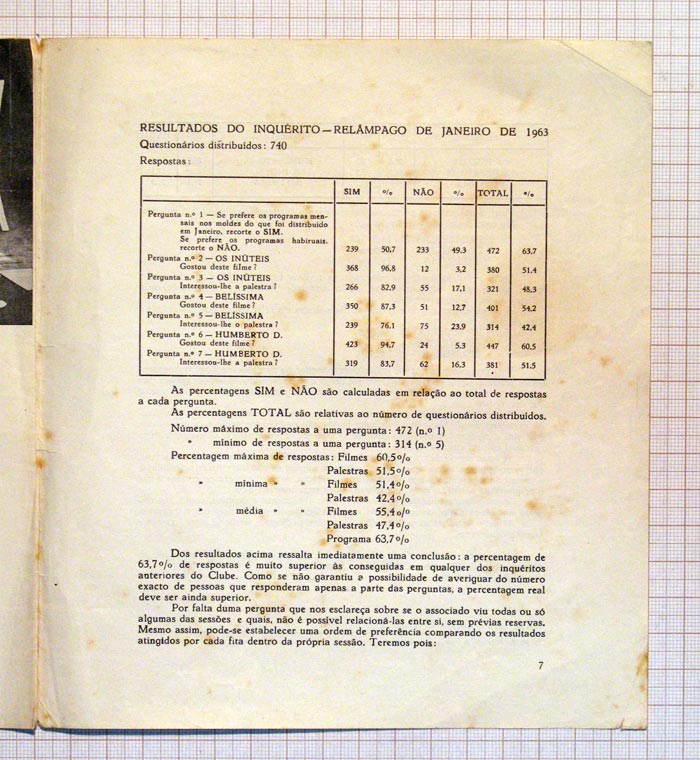 RESULTADOS DO INQUÉRITO—RELÂMPAGO DE JANEIRO DE 1963
Questionários distribuídos: 740
Respostas:
SIM % NÃO % TOTAL %
Pergunta n.º 1 — Se prefere os programas men-
sais nos moldes do que foi distribuído
em Janeiro, recorte o SIM.
Se prefere os programas habiruais.
recorte o NÃO. 239 50,7 233 49,3 472 63,7
Pergunta n.º 2 — OS INÚTEIS
Gostou deste filme? 368 96,8 12 3,2 380 51,4
Pergunta n.º 3 — OS INÚTEIS
Interessou-lhe a palestra? 266 82,9 55 17,1 321 48,3
Pergunta n.º 4 — BELÍSSIMA
Gostou deste filme? 350 87,3 51 12,7 401 54,2
Pergunta n.º 5 — BELÍSSIMA
Interessou-lhe o palestra? 239 76,1 75 23,9 314 42,4
Pergunta n.º 6 — HUMBERTO D.
Gostou deste filme? 423 94,7 24 5,3 447 60,5
Pergunta n.º 7 — HUMBERTO D.
Interessou-lhe a palestra? 319 83,7 62 16,3 381 51,5
As percentagens SIM e NÃO são calculadas em relação ao total de respostas
a cada pergunta.
As percentagens TOTAL são relativas ao número de questionários distribuídos.
Número máximo de respostas a uma pergunta: 472 (n.º 1)
" mínimo de respostas a uma pergunta: 314 (n.º 5)
Percentagem máxima de respostas: Filmes 60,5%
Palestras 51,5%
" mínima " " Filmes 51,4%
Palestras 42,4%
" média " " Filmes 55,4%
Palestras 47,4%
Programa 63,7%
Dos resultados acima ressalta imediatamente uma conclusão: a percentagem de
63,7% de respostas é muito superior às conseguidas em qualquer dos inquéritos
anteriores do Clube. Como se não garantiu a possibilidade de averiguar do número
exacto de pessoas que responderam apenas a parte das perguntas, a percentagem real
deve ser ainda superior.
Por falta duma pergunta que nos esclareça sobre se o associado viu todas ou só
algumas das sessões e quais, não é possível relacioná-las entre si, sem prévias reservas.
Mesmo assim, pode-se estabelecer uma ordem de preferência comparando os resultados
atingidos por cada fita dentro da própria sessão. Teremos pois:
7